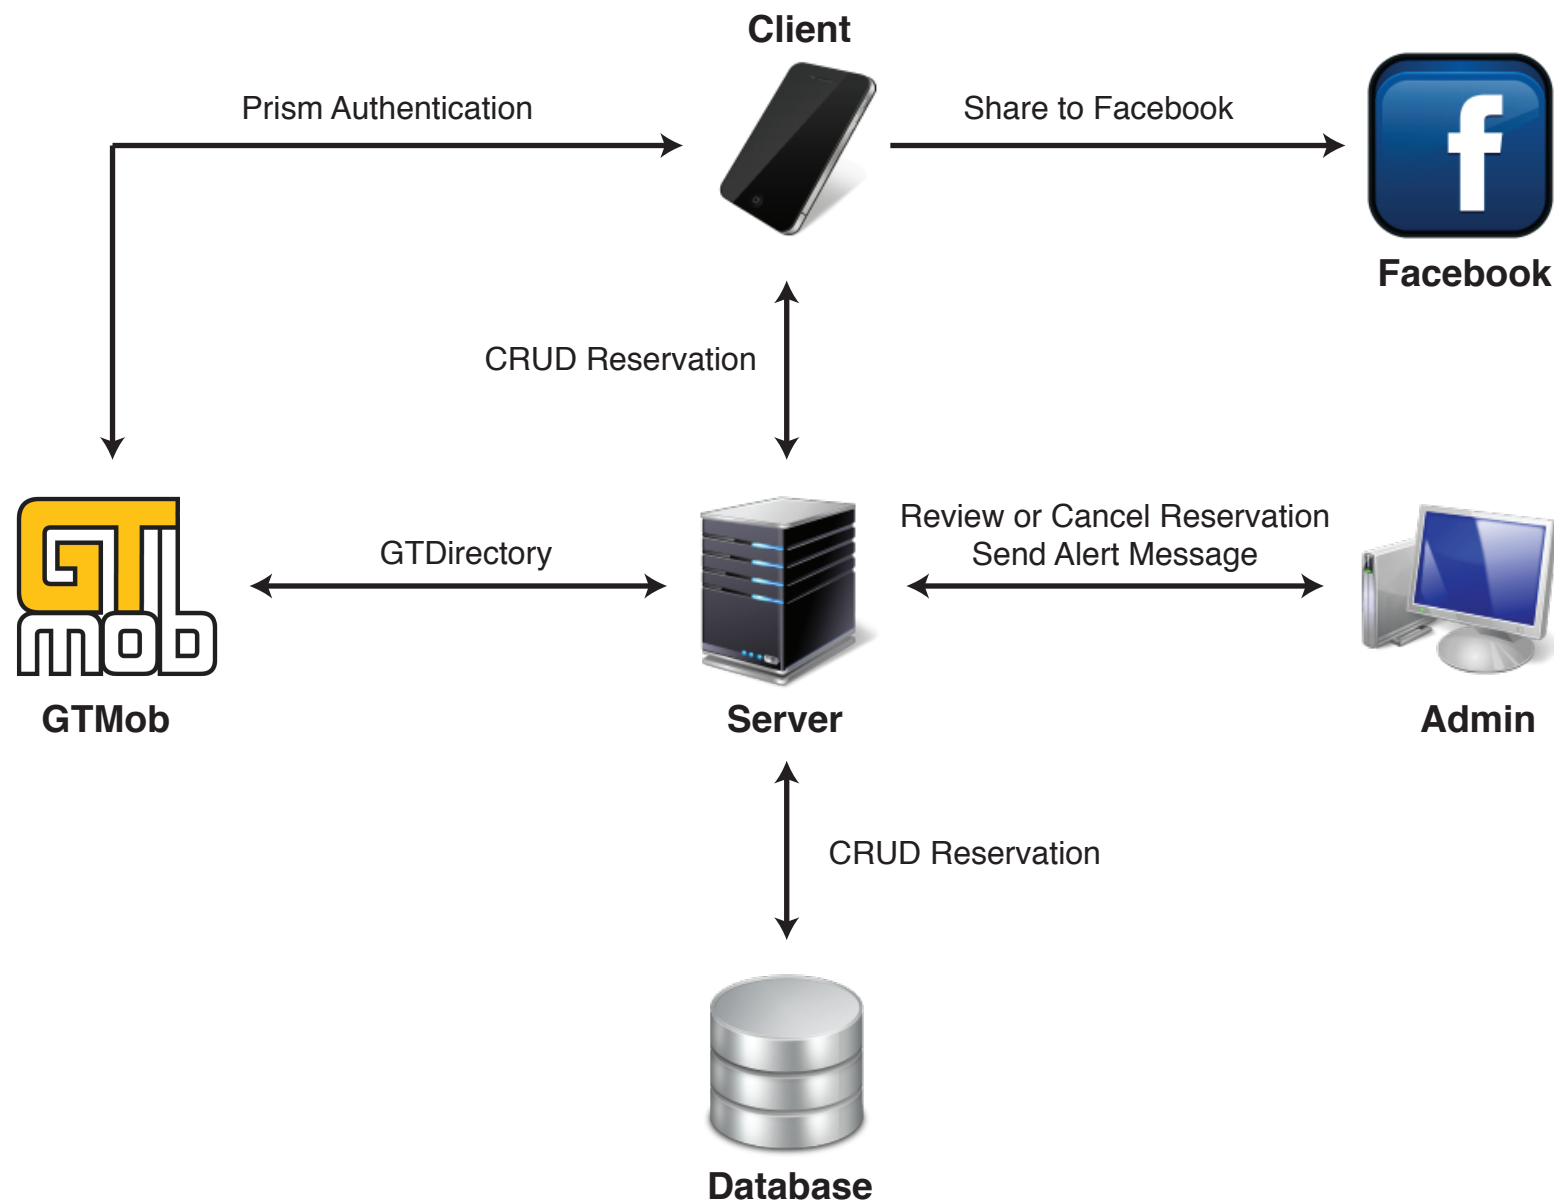 Client
Prism Authentication
Share to Facebook
f
Facebook
CRUD Reservation
GT
mob
GTMob
GTDirectory
Server
Review or Cancel Reservation
Send Alert Message
Admin
CRUD Reservation
Database